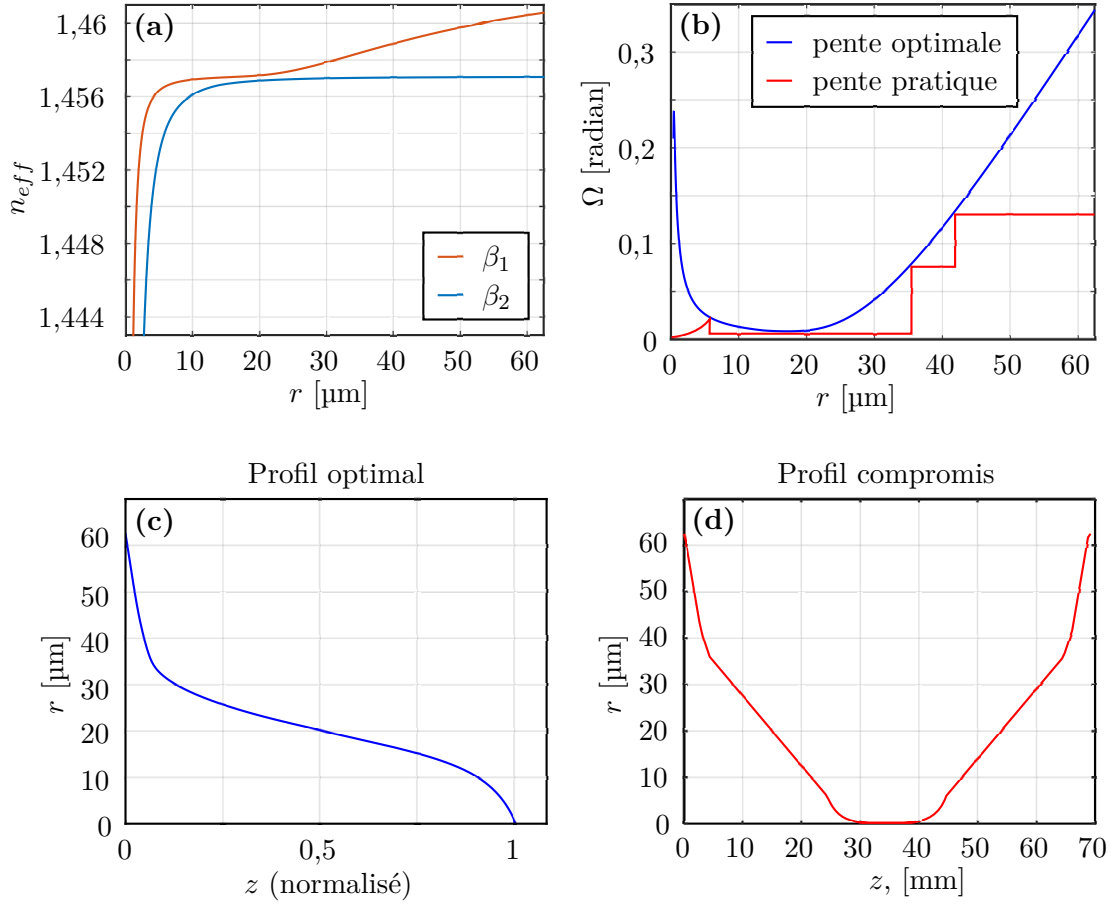 (a)
1,46
1,456
1,452
1,448
1,444
n_eff
β₁
β₂
0 10 20 30 40 50 60
r [µm]
(b)
pente optimale
pente pratique
0,3
0,2
0,1
0
Ω [radian]
0 10 20 30 40 50 60
r [µm]
Profil optimal
(c)
60
50
40
30
20
10
0
r [µm]
0 0,5 1
z (normalisé)
Profil compromis
(d)
60
50
40
30
20
10
0
r [µm]
0 10 20 30 40 50 60 70
z, [mm]